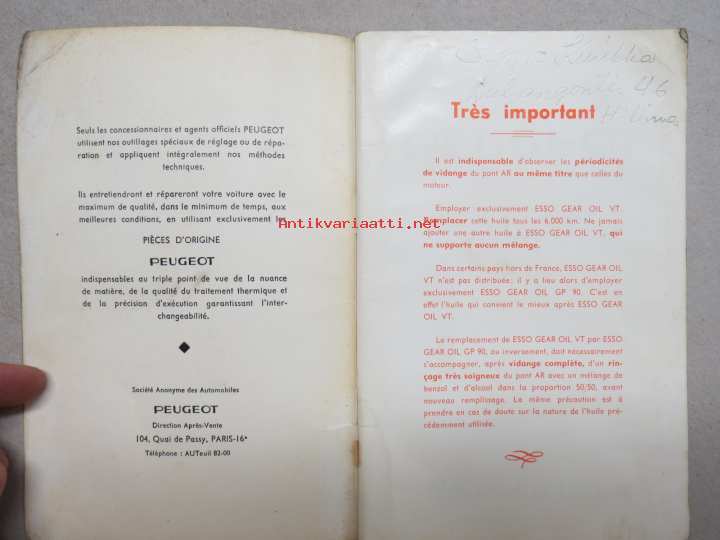 Seuls les concessionnaires et agents officiels PEUGEOT
utilisent nos outillages spéciaux de réglage ou de répa-
ration et appliquent intégralement nos méthodes
techniques.
Ils entretiendront et répareront votre voiture avec le
maximum de qualité, dans le minimum de temps, aux
meilleures conditions, en utilisant exclusivement les
PIÈCES D'ORIGINE
PEUGEOT
indispensables au triple point de vue de la nuance
de matière, de la qualité du traitement thermique et
de la précision d'exécution garantissant l'inter-
changeabilité.
Société Anonyme des Automobiles
PEUGEOT
Direction Après-Vente
104, Quai de Passy, PARIS-16e
Téléphone : AUTeuil 82-00
46
Très important
Il est indispensable d'observer les périodicités
de vidange du pont AR au même titre que celles du
moteur.
Employer exclusivement ESSO GEAR OIL VT.
Remplacer cette huile tous les 6.000 km. Ne jamais
ajouter une autre huile à ESSO GEAR OIL VT, qui
ne supporte aucun mélange.
Dans certains pays hors de France, ESSO GEAR OIL
VT n'est pas distribuée; il y a lieu alors d'employer
exclusivement ESSO GEAR OIL GP 90. C'est en
effet l'huile qui convient le mieux après ESSO GEAR
OIL VT.
Le remplacement de ESSO GEAR OIL VT par ESSO
GEAR OIL GP 90, ou inversement, doit nécessairement
s'accompagner, après vidange complète, d'un rin-
çage très soigneux du pont AR avec un mélange de
benzol et d'alcool dans la proportion 50/50, avant
nouveau remplissage. La même précaution est à
prendre en cas de doute sur la nature de l'huile pré-
cédemment utilisée.
Antikvariaatti.net